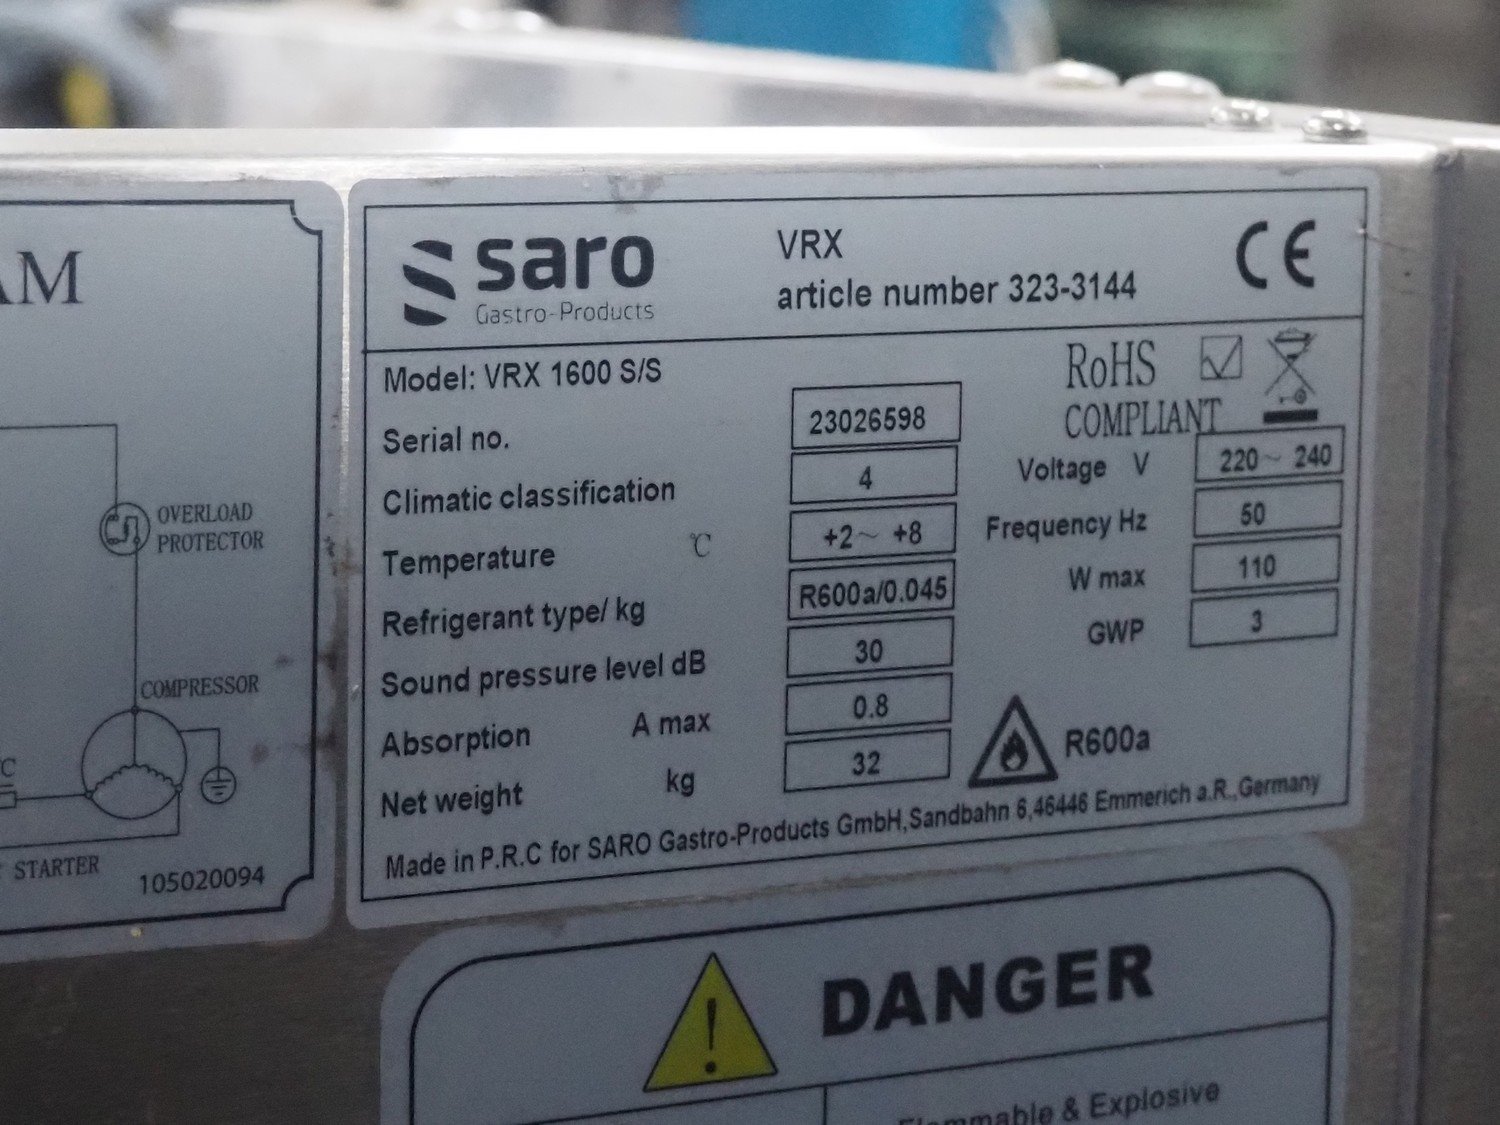 saro
Gastro-Products
VRX
article number 323-3144
CE
Model: VRX 1600 S/S
RoHS
COMPLIANT
Serial no. 23026598
Voltage V 220~ 240
Climatic classification 4
Frequency Hz 50
Temperature ℃ +2~ +8
W max 110
Refrigerant type/ kg R600a/0.045
GWP 3
Sound pressure level dB 30
Absorption A max 0.8
Net weight kg 32
R600a
Made in P.R.C for SARO Gastro-Products GmbH,Sandbahn 6,46446 Emmerich a.R.,Germany
OVERLOAD
PROTECTOR
COMPRESSOR
STARTER
105020094
DANGER
& Explosive